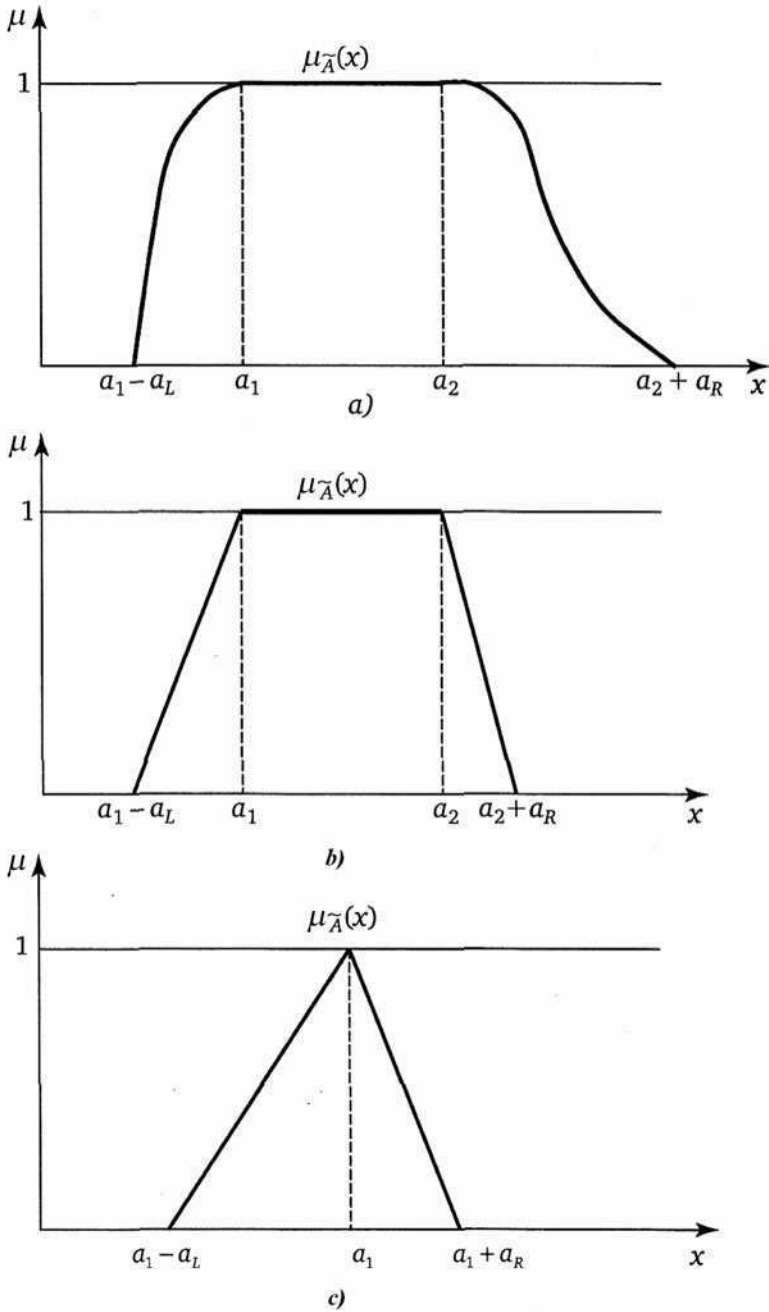 μ
μ_Ã(x)
1
a₁ – a_L a₁ a₂ a₂ + a_R x
a)
μ
μ_Ã(x)
1
a₁ – a_L a₁ a₂ a₂ + a_R x
b)
μ
μ_Ã(x)
1
a₁ – a_L a₁ a₁ + a_R x
c)